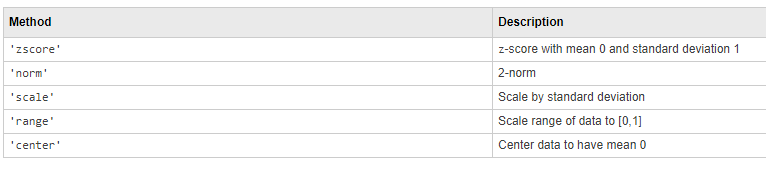 Method Description
'zscore' z-score with mean 0 and standard deviation 1
'norm' 2-norm
'scale' Scale by standard deviation
'range' Scale range of data to [0,1]
'center' Center data to have mean 0